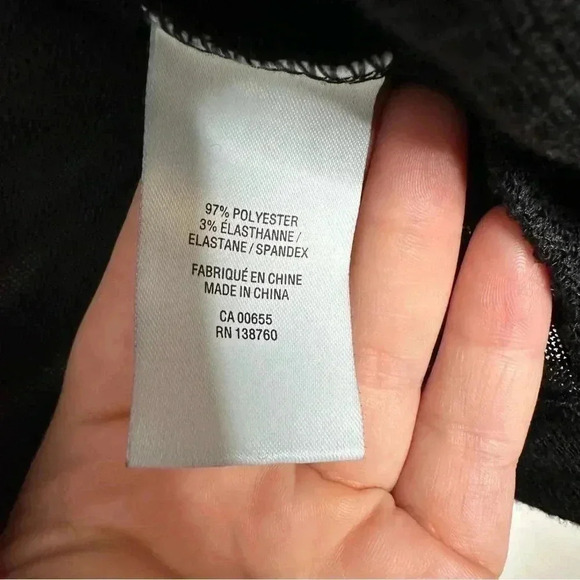 97% POLYESTER
3% ÉLASTHANNE /
ELASTANE / SPANDEX
FABRIQUÉ EN CHINE
MADE IN CHINA
CA 00655
RN 138760